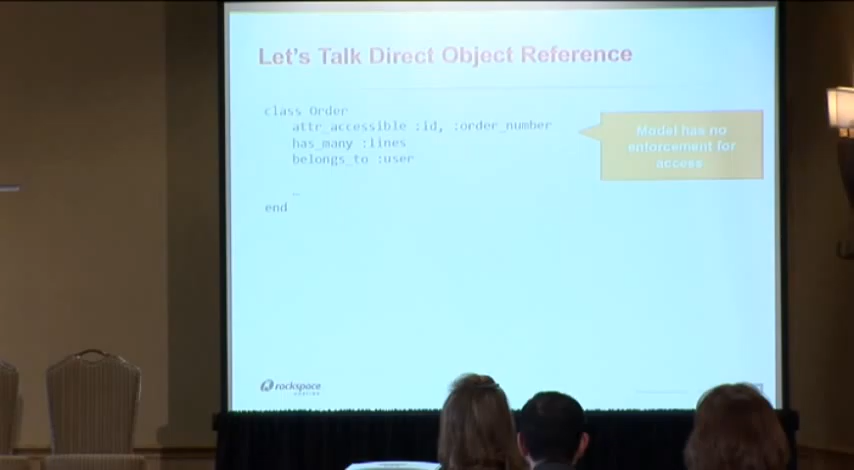 Let's Talk Direct Object Reference
class Order
attr_accessible :id, :order_number
has_many :lines
belongs_to :user
…
end
Model has no
enforcement for
access
rackspace
HOSTING